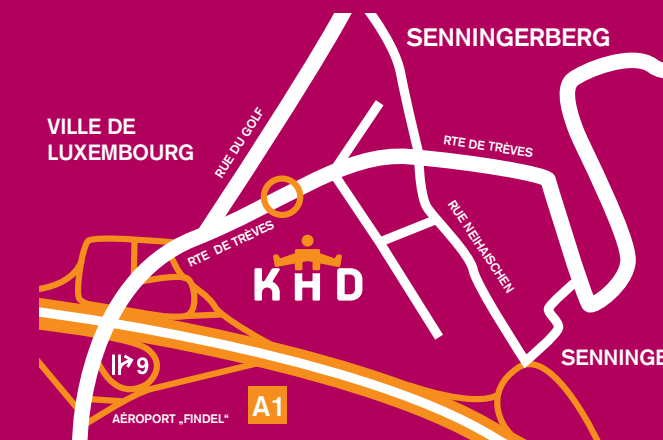 SENNINGERBERG
VILLE DE
LUXEMBOURG
RUE DU GOLF
RTE DE TRÈVES
RTE DE TRÈVES
RUE NEIHAISCHEN
KHD
SENNINGE
9
A1
AÉROPORT „FINDEL“